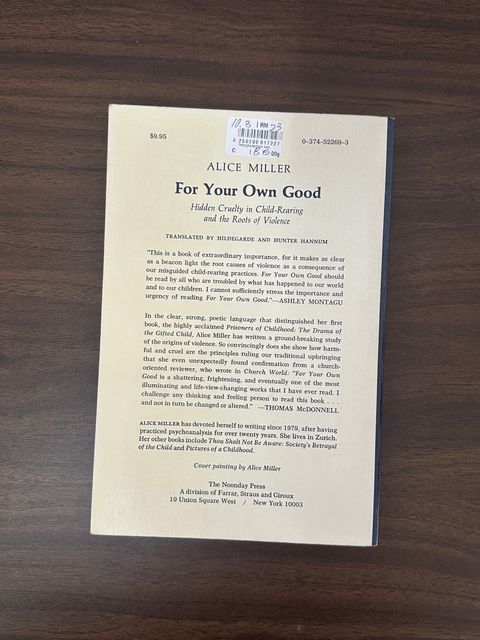 $9.95
0-374-52269-3
ALICE MILLER
For Your Own Good
Hidden Cruelty in Child-Rearing
and the Roots of Violence
TRANSLATED BY HILDEGARDE AND HUNTER HANNUM
"This is a book of extraordinary importance, for it makes as clear
as a beacon light the root causes of violence as a consequence of
our misguided child-rearing practices. For Your Own Good should
be read by all who are troubled by what has happened to our world
and to our children. I cannot sufficiently stress the importance and
urgency of reading For Your Own Good."—ASHLEY MONTAGU
In the clear, strong, poetic language that distinguished her first
book, the highly acclaimed Prisoners of Childhood: The Drama of
the Gifted Child, Alice Miller has written a ground-breaking study
of the origins of violence. So convincingly does she show how harm-
ful and cruel are the principles ruling our traditional upbringing
that she even unexpectedly found confirmation from a church-
oriented reviewer, who wrote in Church World: "For Your Own
Good is a shattering, frightening, and eventually one of the most
illuminating and life-view-changing works that I have ever read. I
challenge any thinking and feeling person to read this book . . .
and not in turn be changed or altered." —THOMAS McDONNELL
ALICE MILLER has devoted herself to writing since 1979, after having
practiced psychoanalysis for over twenty years. She lives in Zurich.
Her other books include Thou Shalt Not Be Aware: Society's Betrayal
of the Child and Pictures of a Childhood.
Cover painting by Alice Miller
The Noonday Press
A division of Farrar, Straus and Giroux
19 Union Square West / New York 10003